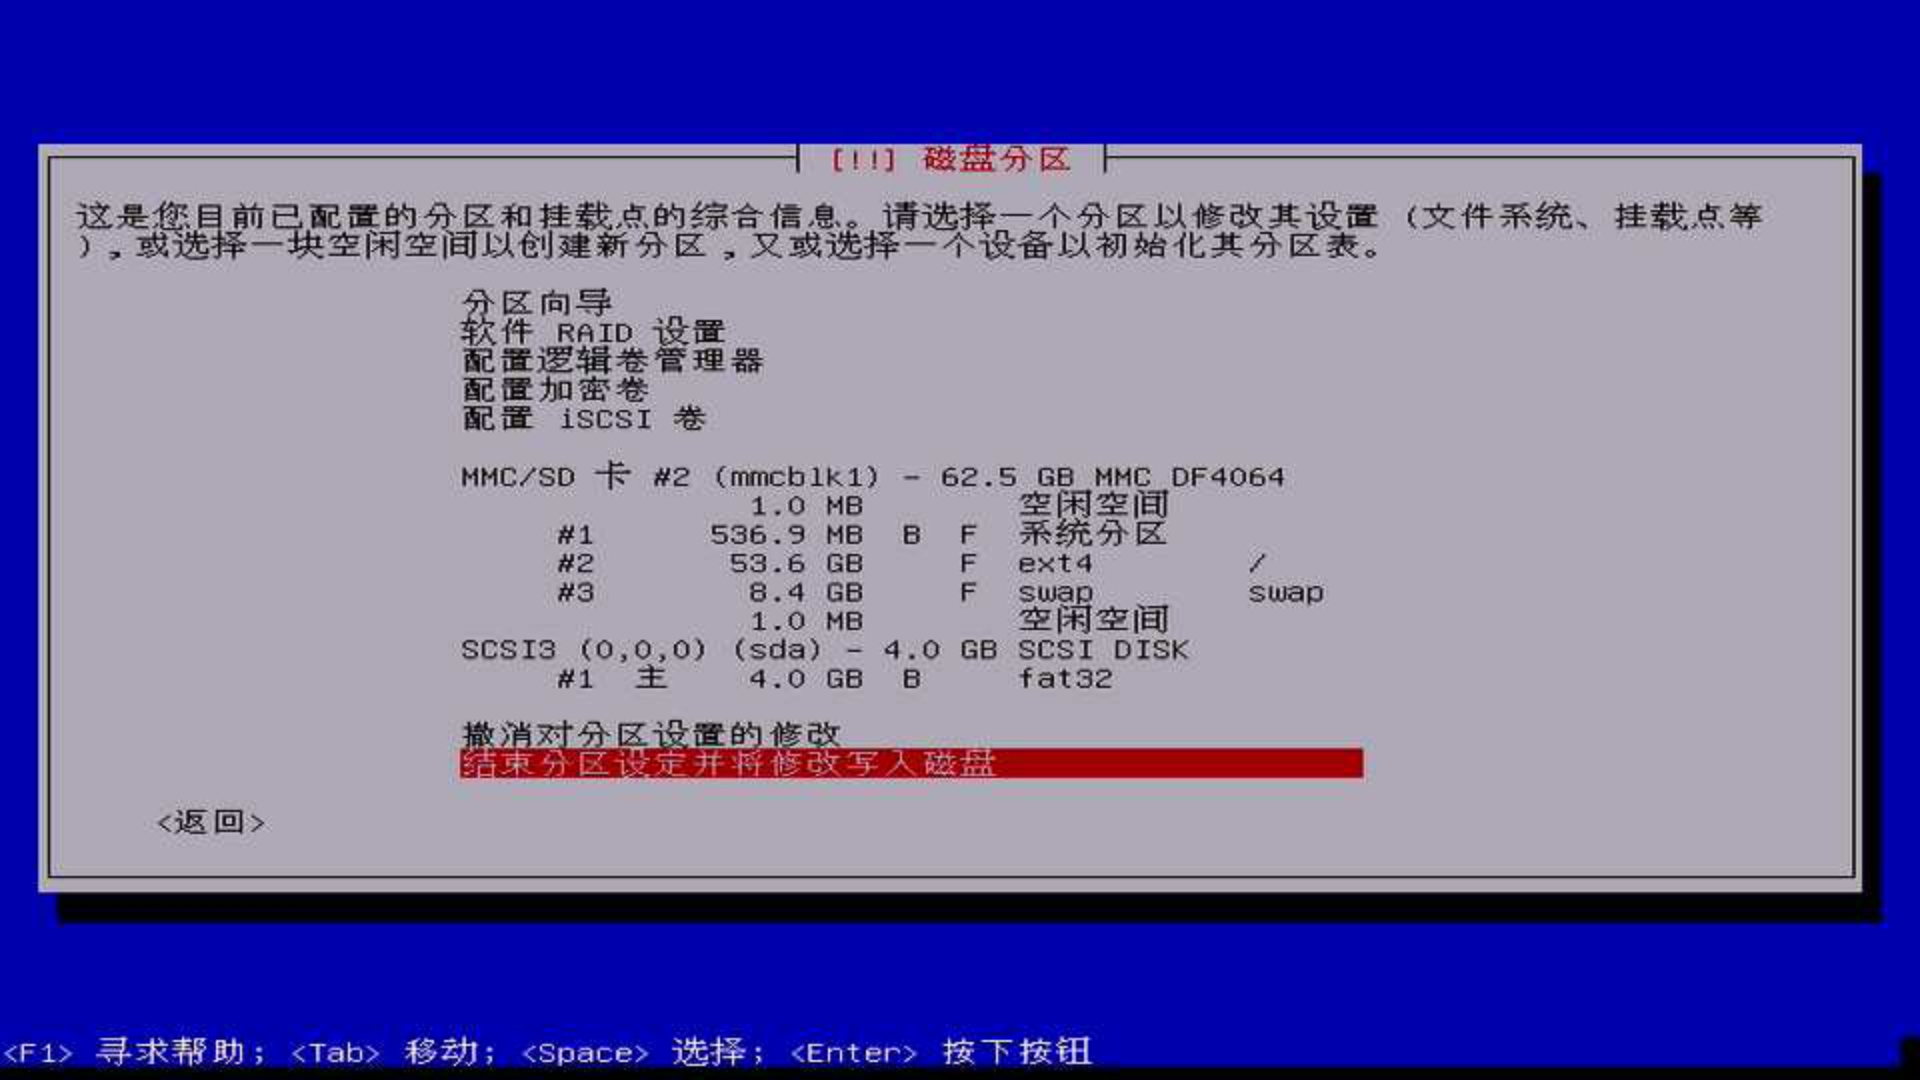 [!!] 磁盘分区
这是您目前已配置的分区和挂载点的综合信息。请选择一个分区以修改其设置 (文件系统、挂载点等
),或选择一块空闲空间以创建新分区,又或选择一个设备以初始化其分区表。
分区向导
软件 RAID 设置
配置逻辑卷管理器
配置加密卷
配置 iSCSI 卷
MMC/SD 卡 #2 (mmcblk1) - 62.5 GB MMC DF4064
1.0 MB 空闲空间
#1 536.9 MB B F 系统分区
#2 53.6 GB F ext4 /
#3 8.4 GB F swap swap
1.0 MB 空闲空间
SCSI3 (0,0,0) (sda) - 4.0 GB SCSI DISK
#1 主 4.0 GB B fat32
撤消对分区设置的修改
结束分区设定并将修改写入磁盘
<返回>
<F1> 寻求帮助; <Tab> 移动; <Space> 选择; <Enter> 按下按钮